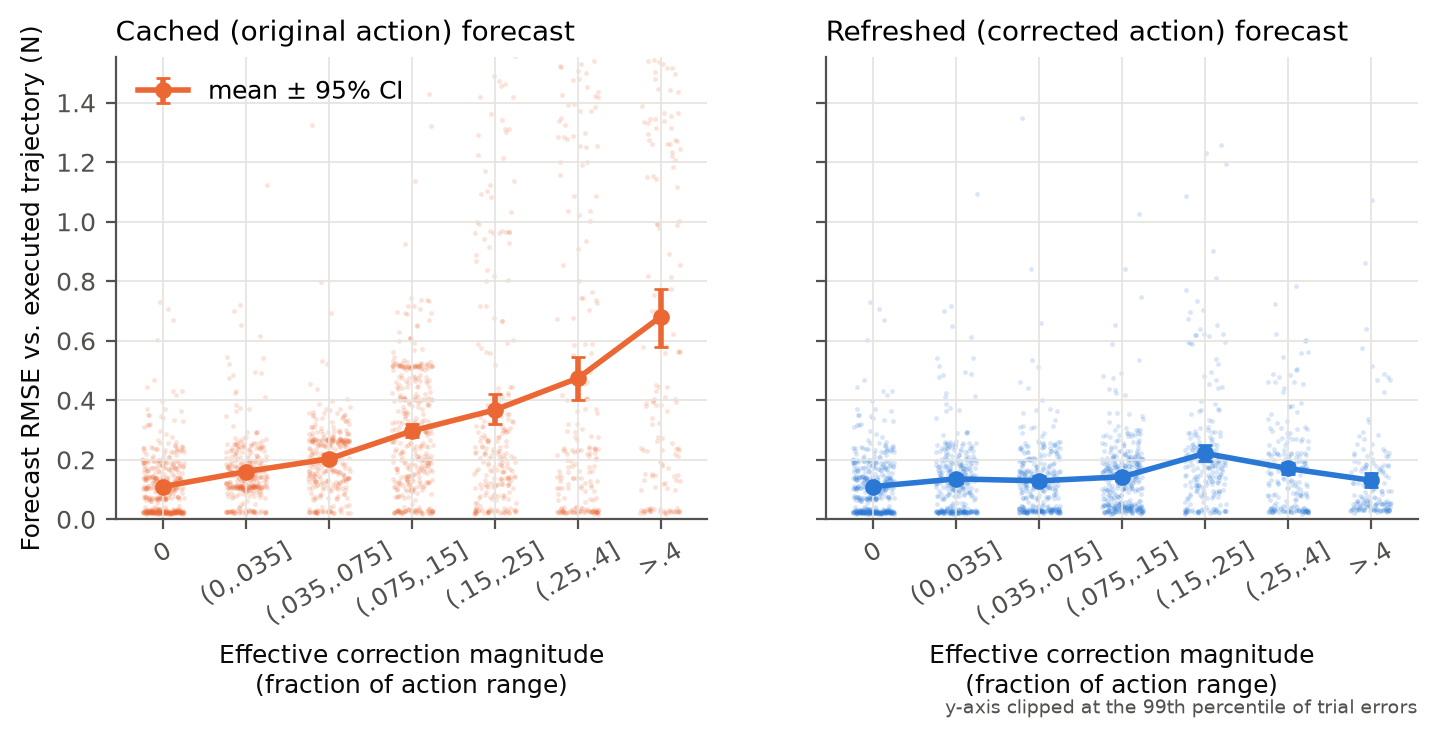 Cached (original action) forecast
Refreshed (corrected action) forecast
Forecast RMSE vs. executed trajectory (N)
mean ± 95% CI
1.4
1.2
1.0
0.8
0.6
0.4
0.2
0.0
0
(0,.035]
(.035,.075]
(.075,.15]
(.15,.25]
(.25,.4]
>.4
0
(0,.035]
(.035,.075]
(.075,.15]
(.15,.25]
(.25,.4]
>.4
Effective correction magnitude
(fraction of action range)
Effective correction magnitude
(fraction of action range)
y-axis clipped at the 99th percentile of trial errors